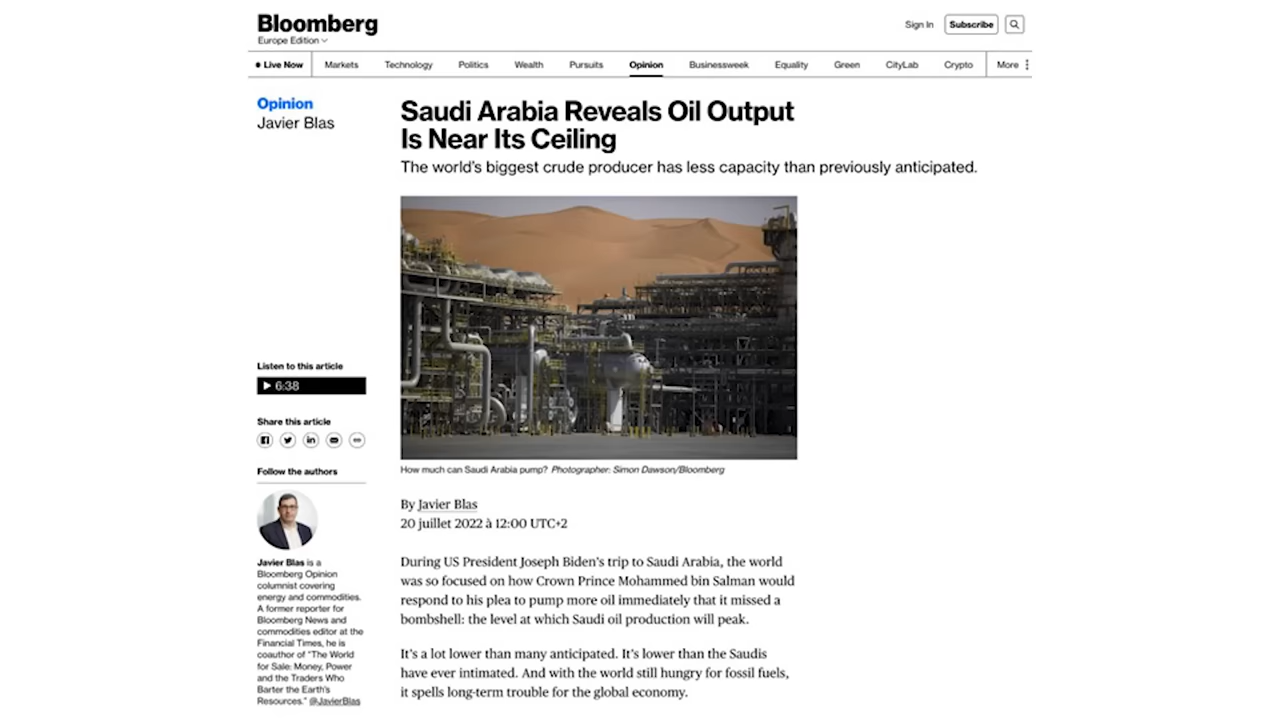 Bloomberg
Europe Edition
Sign In
Subscribe
Live Now
Markets
Technology
Politics
Wealth
Pursuits
Opinion
Businessweek
Equality
Green
CityLab
Crypto
More
Opinion
Javier Blas
Saudi Arabia Reveals Oil Output
Is Near Its Ceiling
The world's biggest crude producer has less capacity than previously anticipated.
Listen to this article
6:38
Share this article
Follow the authors
Javier Blas is a
Bloomberg Opinion
columnist covering
energy and commodities.
A former reporter for
Bloomberg News and
commodities editor at the
Financial Times, he is
coauthor of "The World
for Sale: Money, Power
and the Traders Who
Barter the Earth's
Resources." @JavierBlas
How much can Saudi Arabia pump? Photographer: Simon Dawson/Bloomberg
By Javier Blas
20 juillet 2022 à 12:00 UTC+2
During US President Joseph Biden's trip to Saudi Arabia, the world
was so focused on how Crown Prince Mohammed bin Salman would
respond to his plea to pump more oil immediately that it missed a
bombshell: the level at which Saudi oil production will peak.
It's a lot lower than many anticipated. It's lower than the Saudis
have ever intimated. And with the world still hungry for fossil fuels,
it spells long-term trouble for the global economy.